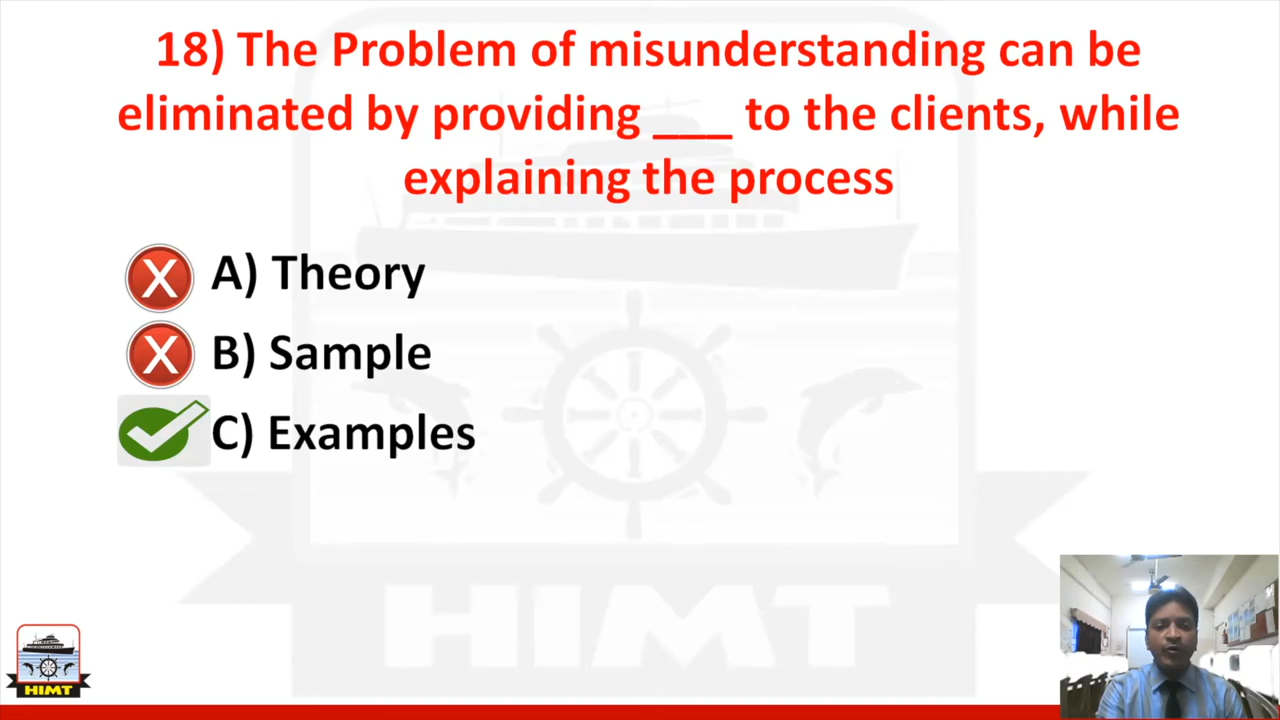 18) The Problem of misunderstanding can be
eliminated by providing ___ to the clients, while
explaining the process
X A) Theory
X B) Sample
C) Examples
HIMT
HIMT